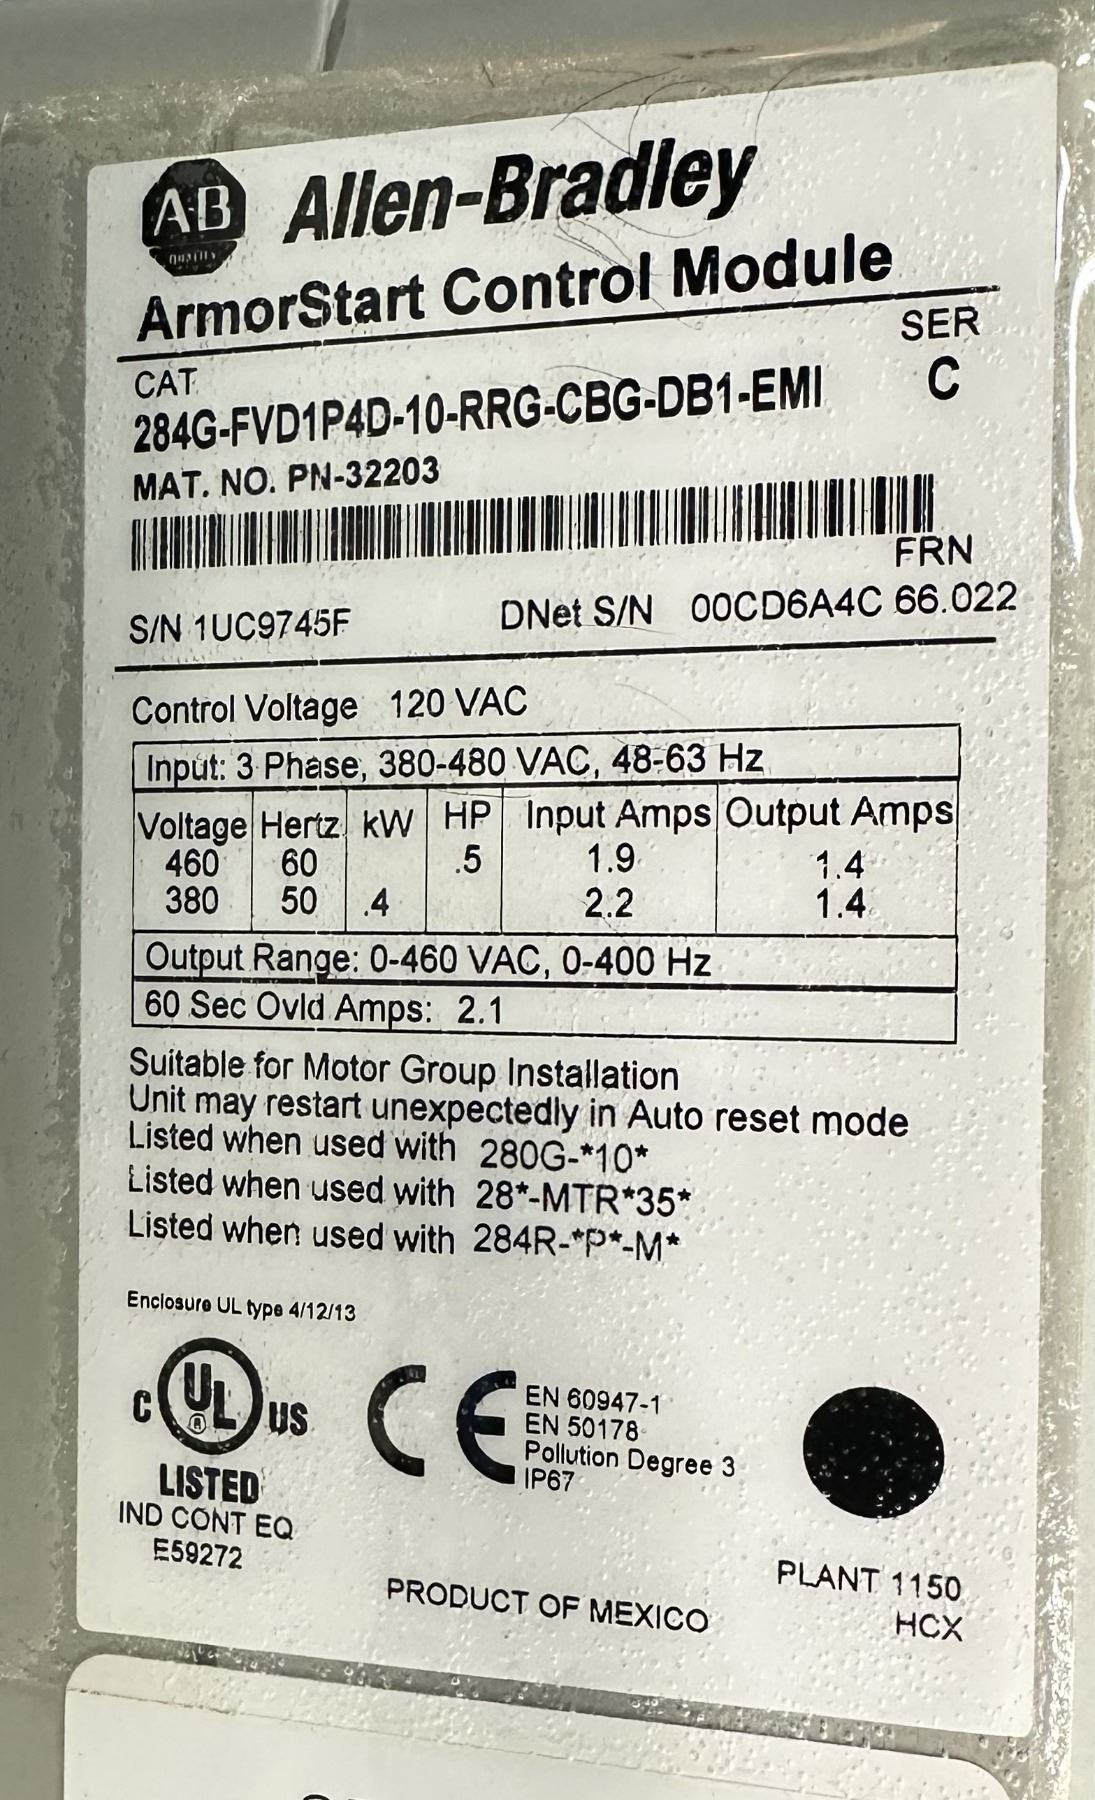 AB Allen-Bradley
QUALITY
ArmorStart Control Module
CAT SER
284G-FVD1P4D-10-RRG-CBG-DB1-EMI C
MAT. NO. PN-32203
FRN
S/N 1UC9745F DNet S/N 00CD6A4C 66.022
Control Voltage 120 VAC
Input: 3 Phase, 380-480 VAC, 48-63 Hz
Voltage Hertz kW HP Input Amps Output Amps
460 60 .5 1.9 1.4
380 50 .4 2.2 1.4
Output Range: 0-460 VAC, 0-400 Hz
60 Sec Ovld Amps: 2.1
Suitable for Motor Group Installation
Unit may restart unexpectedly in Auto reset mode
Listed when used with 280G-*10*
Listed when used with 28*-MTR*35*
Listed when used with 284R-*P*-M*
Enclosure UL type 4/12/13
C UL US
LISTED
IND CONT EQ
E59272
CE
EN 60947-1
EN 50178
Pollution Degree 3
IP67
PRODUCT OF MEXICO
PLANT 1150
HCX